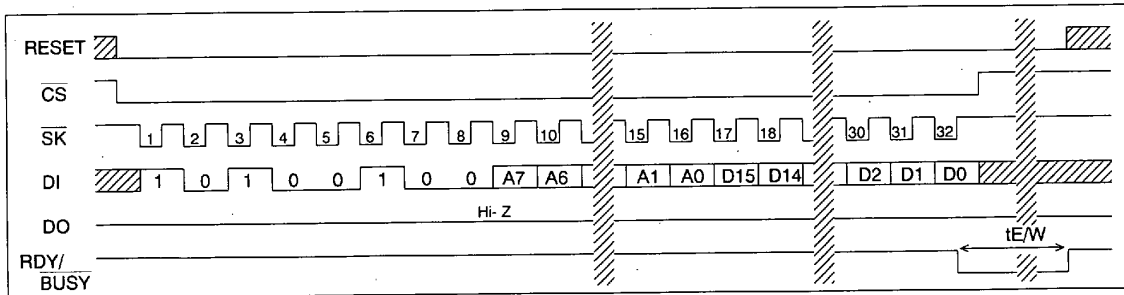 RESET
CS
SK 1 2 3 4 5 6 7 8 9 10 15 16 17 18 30 31 32
DI 1 0 1 0 0 1 0 0 A7 A6 A1 A0 D15 D14 D2 D1 D0
Hi- Z
DO
tE/W
RDY/
BUSY